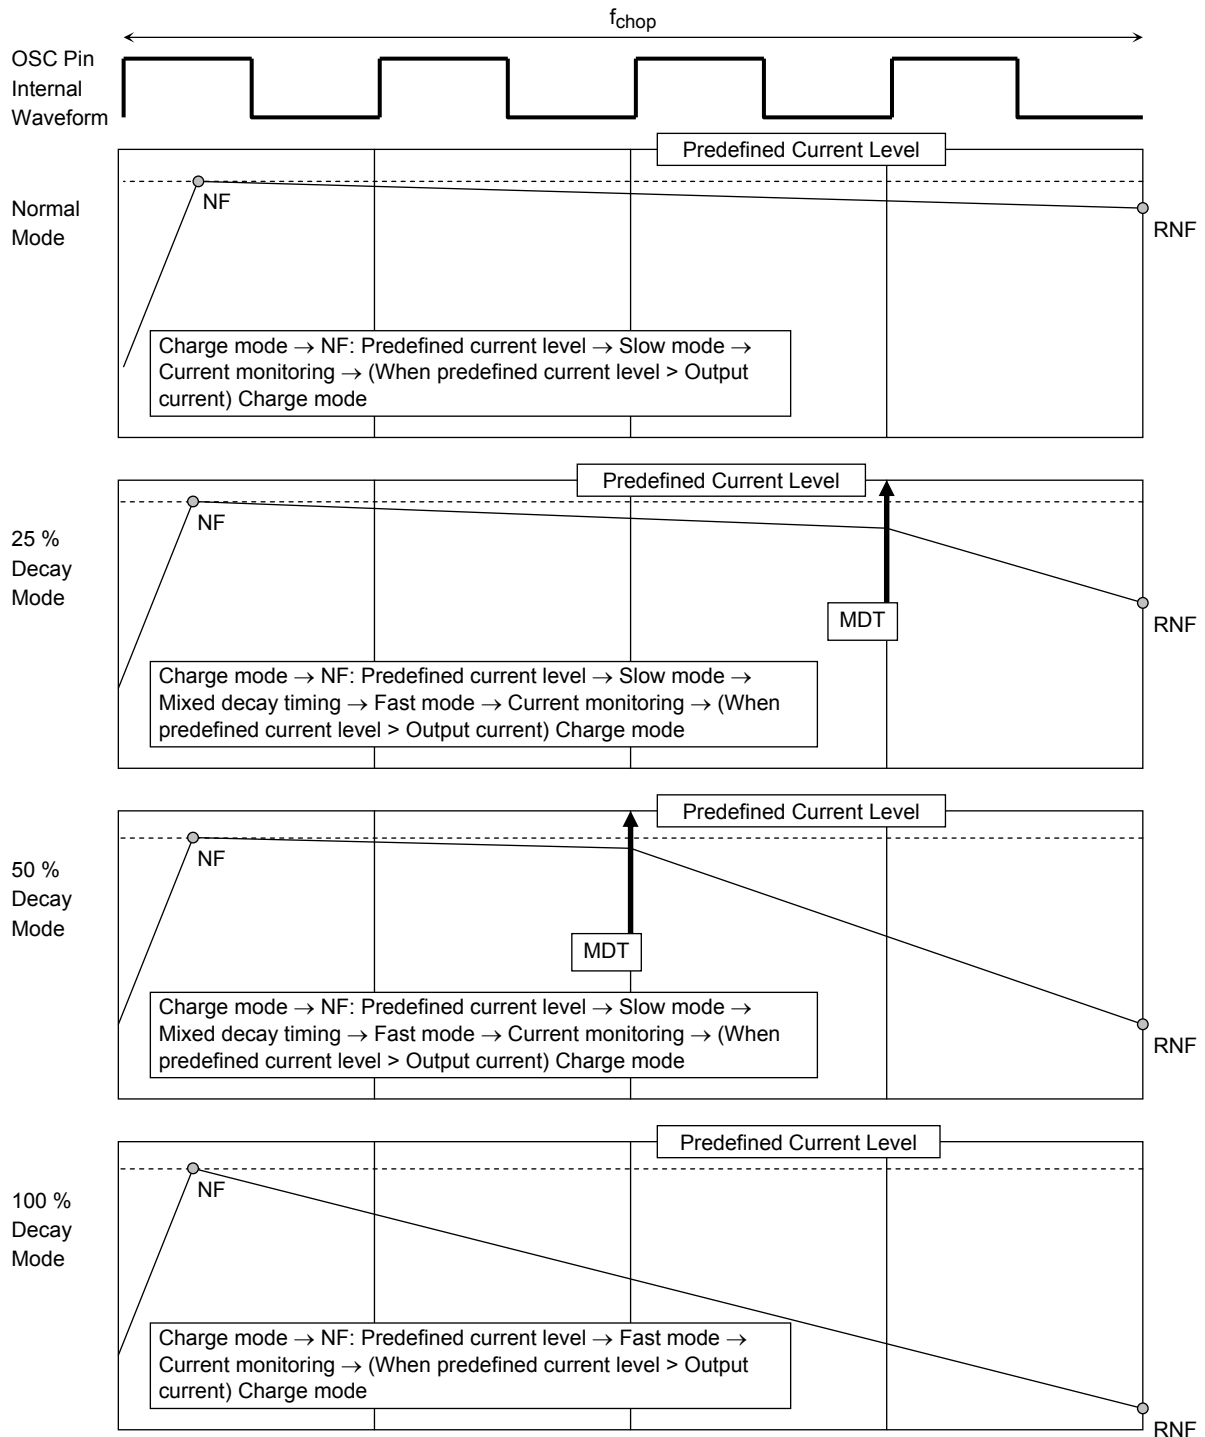 fchop
OSC Pin
Internal
Waveform
Predefined Current Level
NF
Normal
Mode
RNF
Charge mode → NF: Predefined current level → Slow mode →
Current monitoring → (When predefined current level > Output
current) Charge mode
Predefined Current Level
NF
25 %
Decay
Mode
MDT
RNF
Charge mode → NF: Predefined current level → Slow mode →
Mixed decay timing → Fast mode → Current monitoring → (When
predefined current level > Output current) Charge mode
Predefined Current Level
NF
50 %
Decay
Mode
MDT
Charge mode → NF: Predefined current level → Slow mode →
Mixed decay timing → Fast mode → Current monitoring → (When
predefined current level > Output current) Charge mode
RNF
Predefined Current Level
NF
100 %
Decay
Mode
Charge mode → NF: Predefined current level → Fast mode →
Current monitoring → (When predefined current level > Output
current) Charge mode
RNF